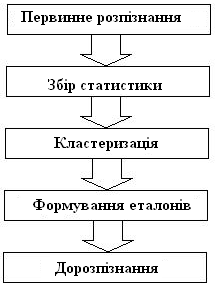 Первинне розпізнання
Збір статистики
Кластеризація
Формування еталонів
Дорозпізнання